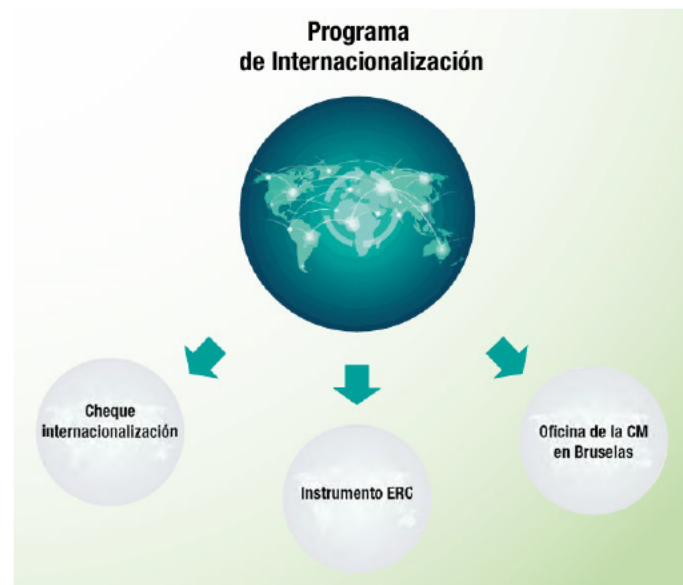 Programa
de Internacionalización
Cheque
internacionalización
Instrumento ERC
Oficina de la CM
en Bruselas